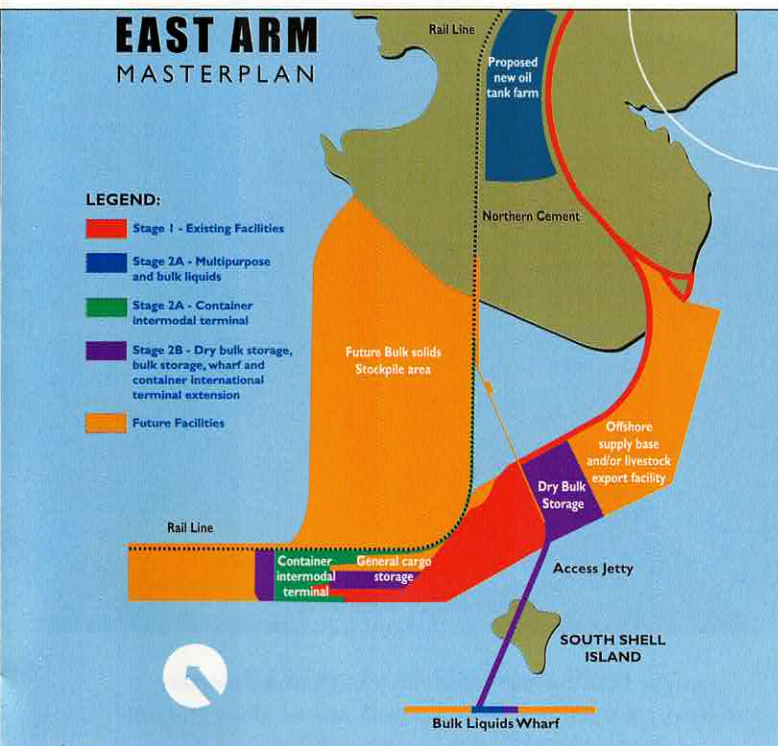 EAST ARM
MASTERPLAN
Rail Line
Proposed
new oil
tank farm
LEGEND:
Stage 1 - Existing Facilities
Stage 2A - Multipurpose
and bulk liquids
Stage 2A - Container
intermodal terminal
Stage 2B - Dry bulk storage,
bulk storage, wharf and
container international
terminal extension
Future Facilities
Northern Cement
Future Bulk solids
Stockpile area
Offshore
supply base
and/or livestock
export facility
Dry Bulk
Storage
Rail Line
Container
intermodal
terminal
General cargo
storage
Access Jetty
SOUTH SHELL
ISLAND
Bulk Liquids Wharf